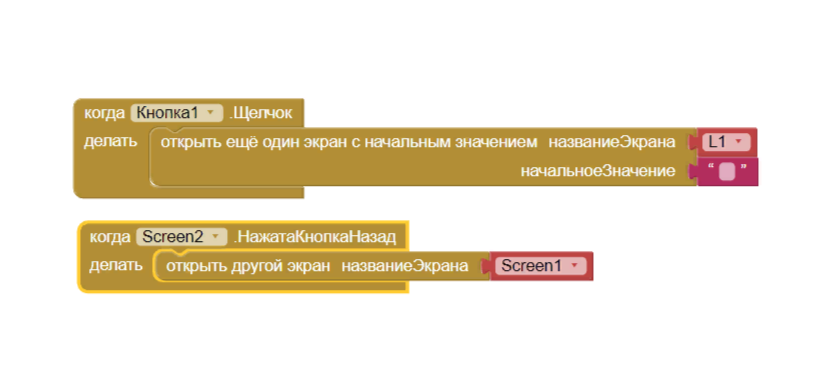 когда Кнопка1 .Щелчок
делать открыть ещё один экран с начальным значением названиеЭкрана L1
начальноеЗначение “ ”
когда Screen2 .НажатаКнопкаНазад
делать открыть другой экран названиеЭкрана Screen1